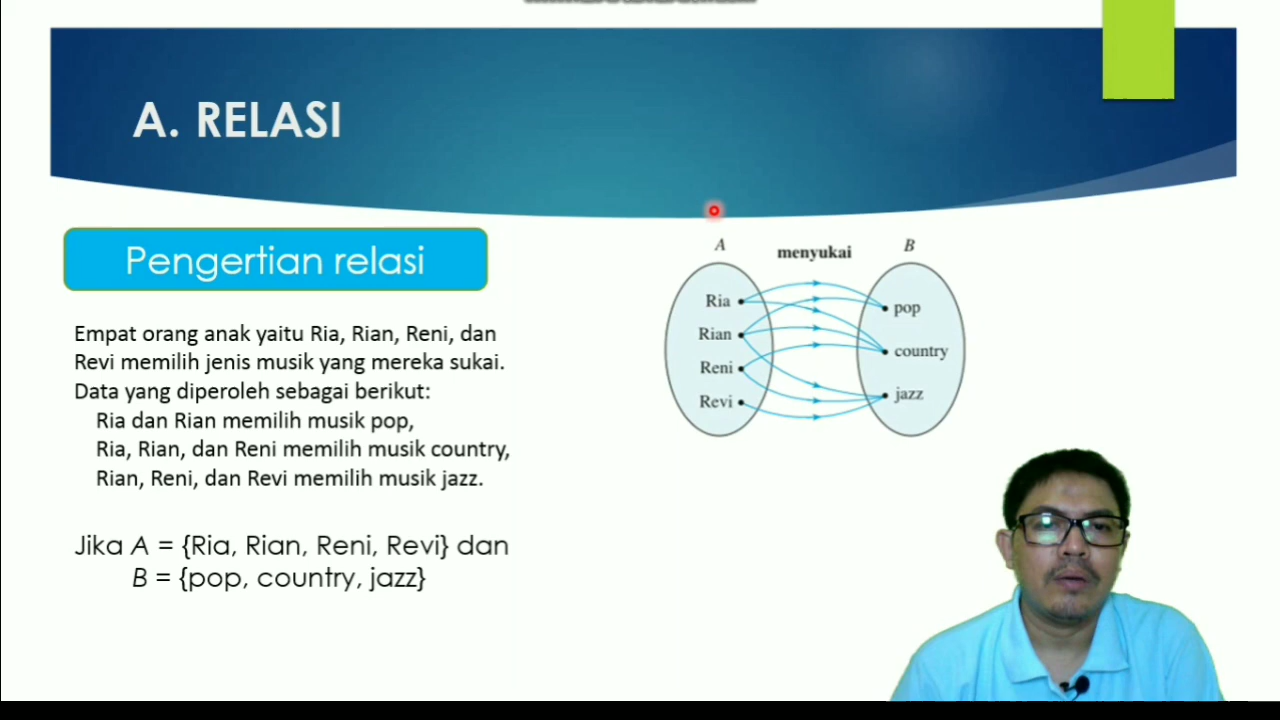 A. RELASI
Pengertian relasi
Empat orang anak yaitu Ria, Rian, Reni, dan
Revi memilih jenis musik yang mereka sukai.
Data yang diperoleh sebagai berikut:
Ria dan Rian memilih musik pop,
Ria, Rian, dan Reni memilih musik country,
Rian, Reni, dan Revi memilih musik jazz.
Jika A = {Ria, Rian, Reni, Revi} dan
B = {pop, country, jazz}
A menyukai B
Ria pop
Rian
country
Reni
jazz
Revi